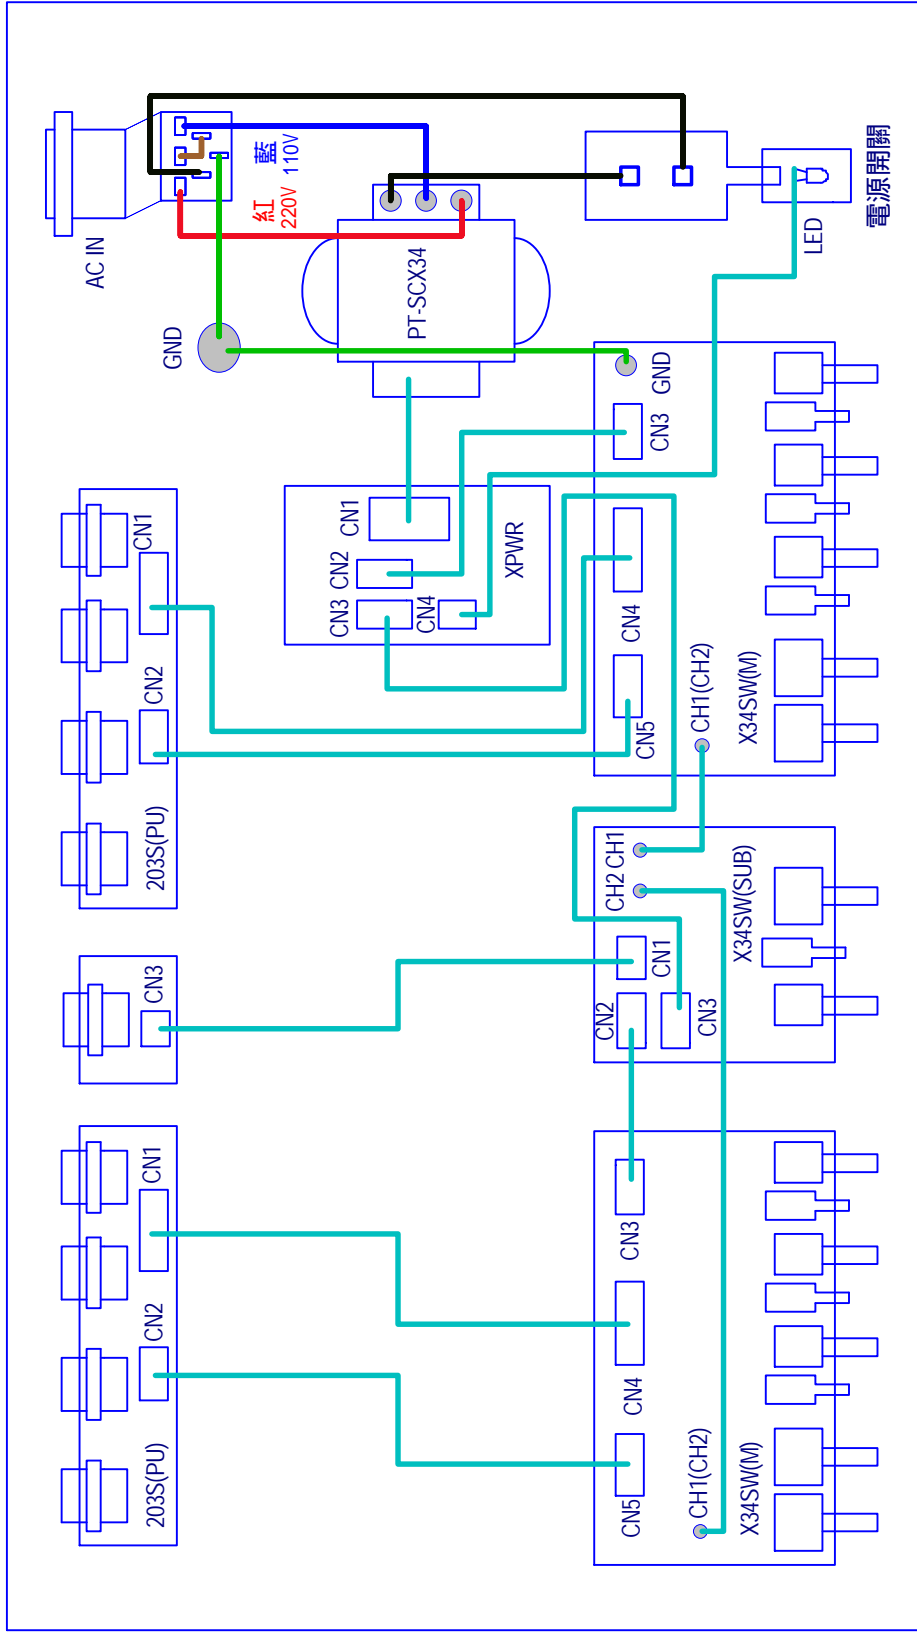 AC IN
藍
110V
紅
220V
電源開關
LED
GND
PT-SCX34
GND
CN3
CN1
CN2
CN3
CN4
XPWR
CN1
CN2
203S(PU)
CN4
CN5
CH1(CH2)
X34SW(M)
CN3
CH2 CH1
CN1
CN2
CN3
X34SW(SUB)
CN1
CN2
203S(PU)
CN3
CN4
CN5
CH1(CH2)
X34SW(M)